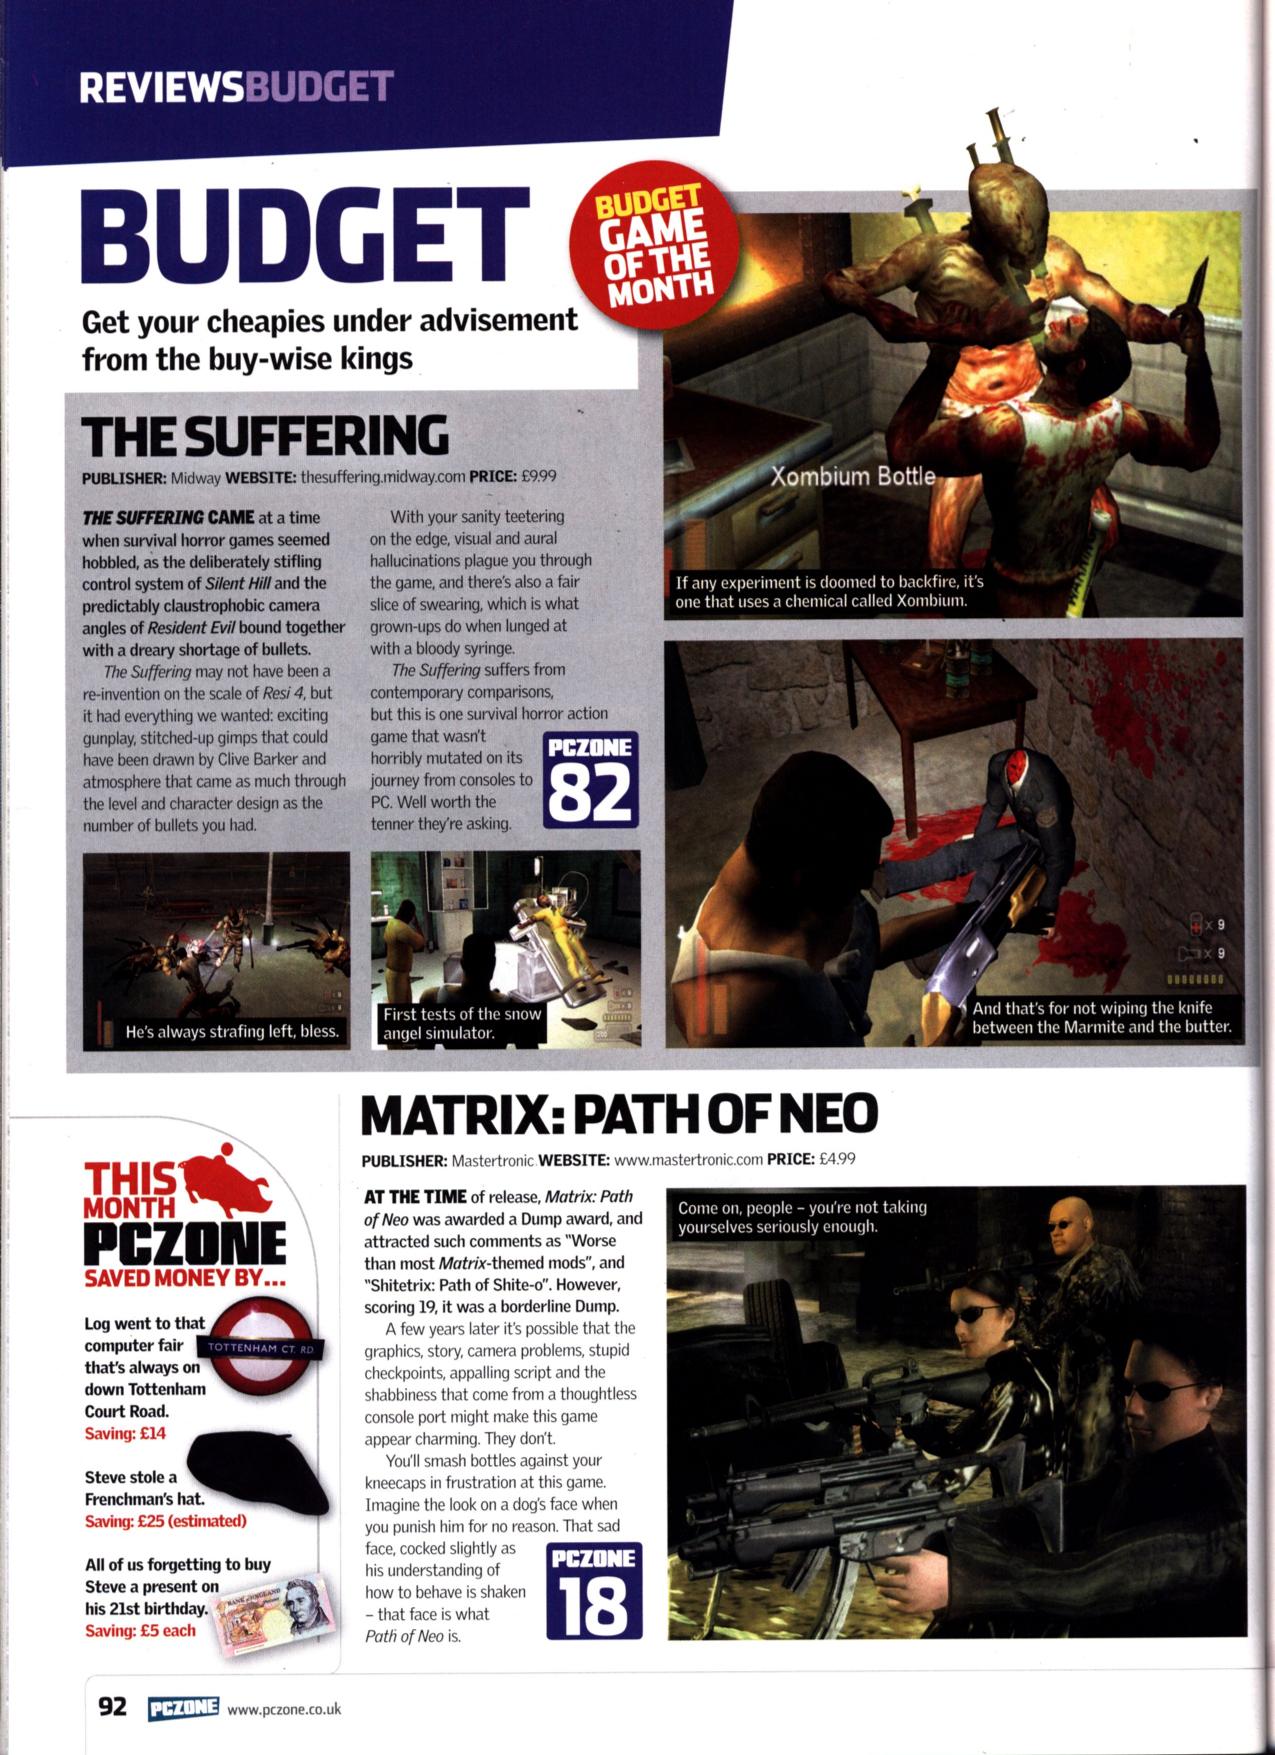 REVIEWSBUDGET
BUDGET
Get your cheapies under advisement
from the buy-wise kings
BUDGET
GAME
OF THE
MONTH
THE SUFFERING
PUBLISHER: Midway WEBSITE: thesuffering.midway.com PRICE: £9.99
THE SUFFERING CAME at a time
when survival horror games seemed
hobbled, as the deliberately stifling
control system of Silent Hill and the
predictably claustrophobic camera
angles of Resident Evil bound together
with a dreary shortage of bullets.
The Suffering may not have been a
re-invention on the scale of Resi 4, but
it had everything we wanted: exciting
gunplay, stitched-up gimps that could
have been drawn by Clive Barker and
atmosphere that came as much through
the level and character design as the
number of bullets you had.
With your sanity teetering
on the edge, visual and aural
hallucinations plague you through
the game, and there's also a fair
slice of swearing, which is what
grown-ups do when lunged at
with a bloody syringe.
The Suffering suffers from
contemporary comparisons,
but this is one survival horror action
game that wasn't
horribly mutated on its
journey from consoles to
PC. Well worth the
tenner they're asking.
PCZONE
82
Xombium Bottle
If any experiment is doomed to backfire, it's
one that uses a chemical called Xombium.
x 9
x 9
And that's for not wiping the knife
between the Marmite and the butter.
He's always strafing left, bless.
First tests of the snow
angel simulator.
THIS
MONTH
PCZONE
SAVED MONEY BY...
Log went to that
computer fair
that's always on
down Tottenham
Court Road.
Saving: £14
TOTTENHAM CT. RD
Steve stole a
Frenchman's hat.
Saving: £25 (estimated)
All of us forgetting to buy
Steve a present on
his 21st birthday.
Saving: £5 each
BANK OF ENGLAND
MATRIX: PATH OF NEO
PUBLISHER: Mastertronic WEBSITE: www.mastertronic.com PRICE: £4.99
AT THE TIME of release, Matrix: Path
of Neo was awarded a Dump award, and
attracted such comments as "Worse
than most Matrix-themed mods", and
"Shitetrix: Path of Shite-o". However,
scoring 19, it was a borderline Dump.
A few years later it's possible that the
graphics, story, camera problems, stupid
checkpoints, appalling script and the
shabbiness that come from a thoughtless
console port might make this game
appear charming. They don't.
You'll smash bottles against your
kneecaps in frustration at this game.
Imagine the look on a dog's face when
you punish him for no reason. That sad
face, cocked slightly as
his understanding of
how to behave is shaken
– that face is what
Path of Neo is.
PCZONE
18
Come on, people – you're not taking
yourselves seriously enough.
92 PCZONE www.pczone.co.uk